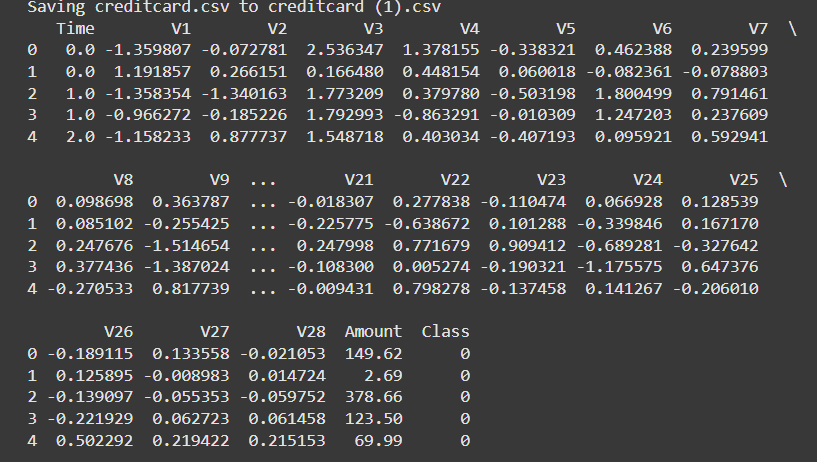 Saving creditcard.csv to creditcard (1).csv
   Time        V1        V2        V3        V4        V5        V6        V7  \
0   0.0 -1.359807 -0.072781  2.536347  1.378155 -0.338321  0.462388  0.239599
1   0.0  1.191857  0.266151  0.166480  0.448154  0.060018 -0.082361 -0.078803
2   1.0 -1.358354 -1.340163  1.773209  0.379780 -0.503198  1.800499  0.791461
3   1.0 -0.966272 -0.185226  1.792993 -0.863291 -0.010309  1.247203  0.237609
4   2.0 -1.158233  0.877737  1.548718  0.403034 -0.407193  0.095921  0.592941
         V8        V9  ...       V21       V22       V23       V24       V25  \
0  0.098698  0.363787  ... -0.018307  0.277838 -0.110474  0.066928  0.128539
1  0.085102 -0.255425  ... -0.225775 -0.638672  0.101288 -0.339846  0.167170
2  0.247676 -1.514654  ...  0.247998  0.771679  0.909412 -0.689281 -0.327642
3  0.377436 -1.387024  ... -0.108300  0.005274 -0.190321 -1.175575  0.647376
4 -0.270533  0.817739  ... -0.009431  0.798278 -0.137458  0.141267 -0.206010
        V26       V27       V28  Amount  Class
0 -0.189115  0.133558 -0.021053  149.62      0
1  0.125895 -0.008983  0.014724    2.69      0
2 -0.139097 -0.055353 -0.059752  378.66      0
3 -0.221929  0.062723  0.061458  123.50      0
4  0.502292  0.219422  0.215153   69.99      0